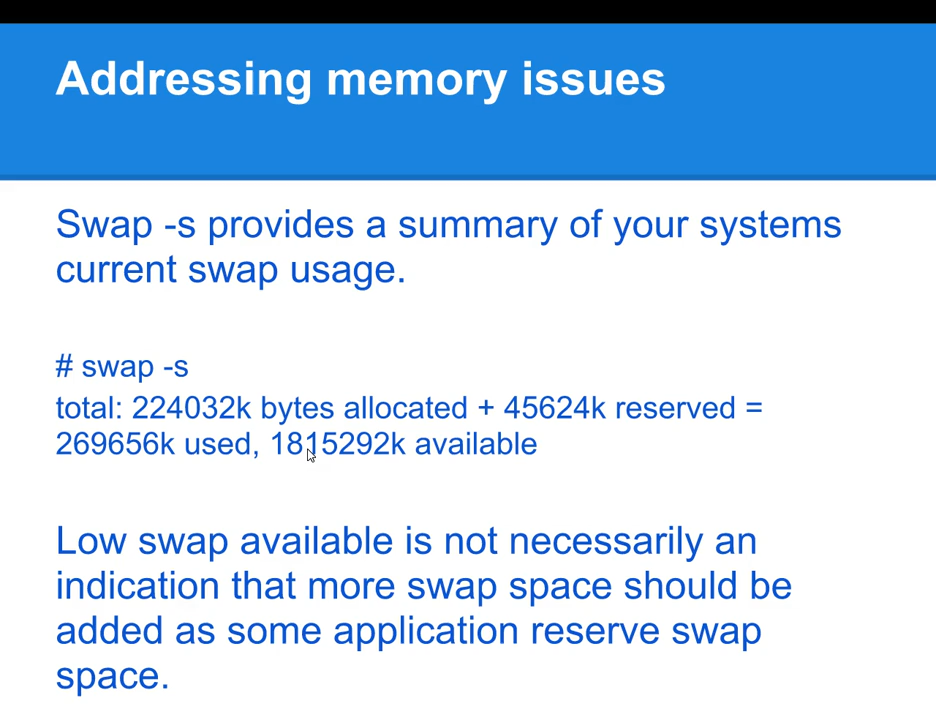 Addressing memory issues
Swap -s provides a summary of your systems
current swap usage.
# swap -s
total: 224032k bytes allocated + 45624k reserved =
269656k used, 1815292k available
Low swap available is not necessarily an
indication that more swap space should be
added as some application reserve swap
space.